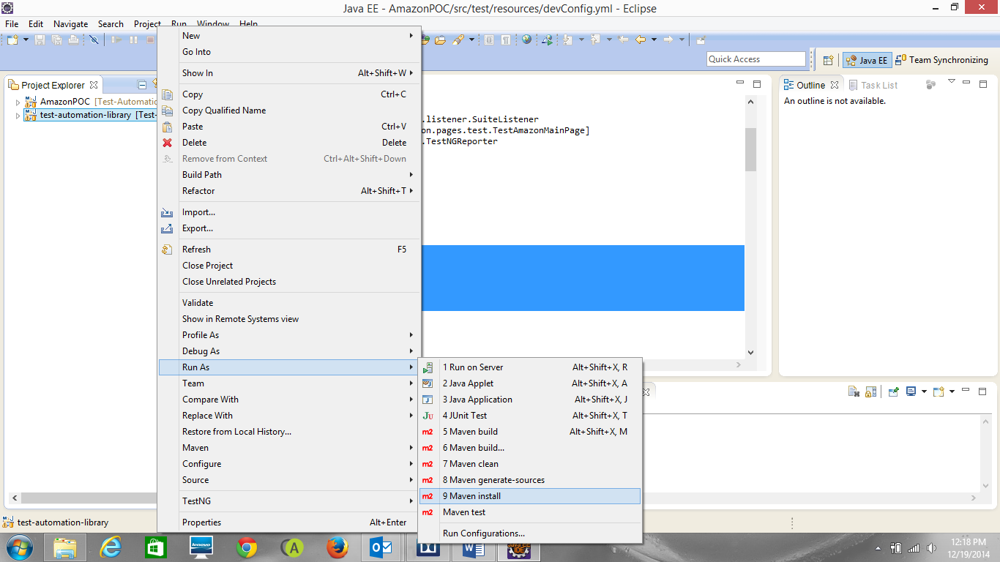 Java EE - AmazonPOC/src/test/resources/devConfig.yml - Eclipse
File Edit Navigate Search Project Run Window Help
Quick Access
Java EE
Team Synchronizing
Project Explorer
AmazonPOC [Test-Automatio
test-automation-library [Test-
New
Go Into
Show In Alt+Shift+W
Copy Ctrl+C
Copy Qualified Name
Paste Ctrl+V
Delete Delete
Remove from Context Ctrl+Alt+Shift+Down
Build Path
Refactor Alt+Shift+T
Import...
Export...
Refresh F5
Close Project
Close Unrelated Projects
Validate
Show in Remote Systems view
Profile As
Debug As
Run As
Team
Compare With
Replace With
Restore from Local History...
Maven
Configure
Source
TestNG
Properties Alt+Enter
1 Run on Server Alt+Shift+X, R
2 Java Applet Alt+Shift+X, A
3 Java Application Alt+Shift+X, J
4 JUnit Test Alt+Shift+X, T
5 Maven build Alt+Shift+X, M
6 Maven build...
7 Maven clean
8 Maven generate-sources
9 Maven install
Maven test
Run Configurations...
.listener.SuiteListener
on.pages.test.TestAmazonMainPage]
.TestNGReporter
Outline
Task List
An outline is not available.
test-automation-library
lenovo
Java EE
IDE
12:18 PM
12/19/2014